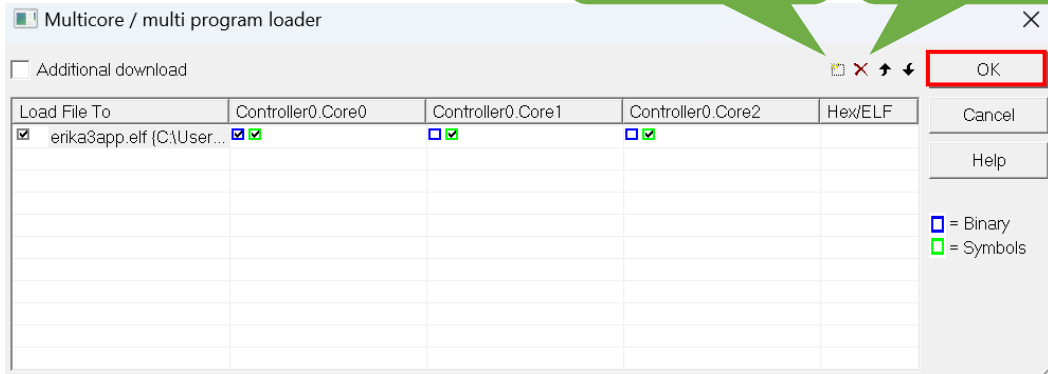 Multicore / multi program loader
Additional download
OK
Load File To Controller0.Core0 Controller0.Core1 Controller0.Core2 Hex/ELF
Cancel
erika3app.elf {C:\User...
Help
= Binary
= Symbols